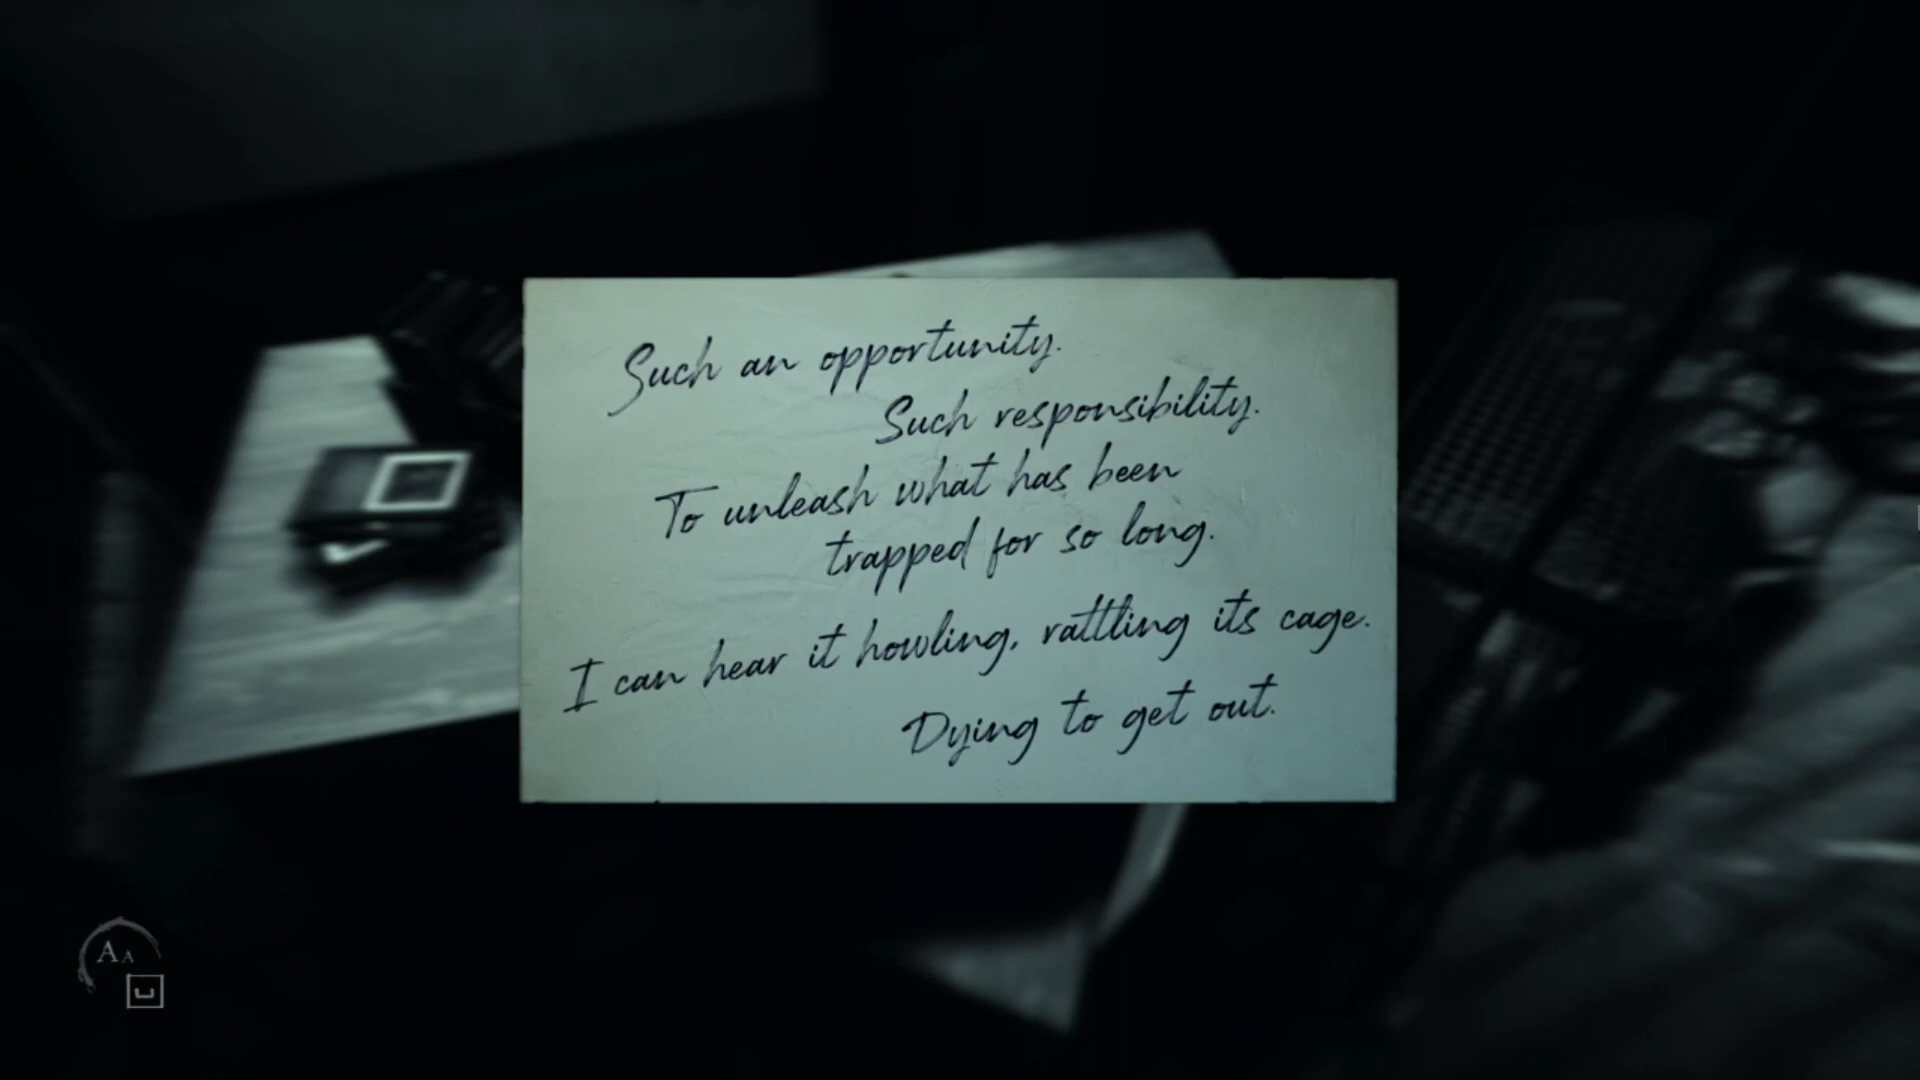 Such an opportunity.
Such responsibility.
To unleash what has been
trapped for so long.
I can hear it howling, rattling its cage.
Dying to get out.
AA